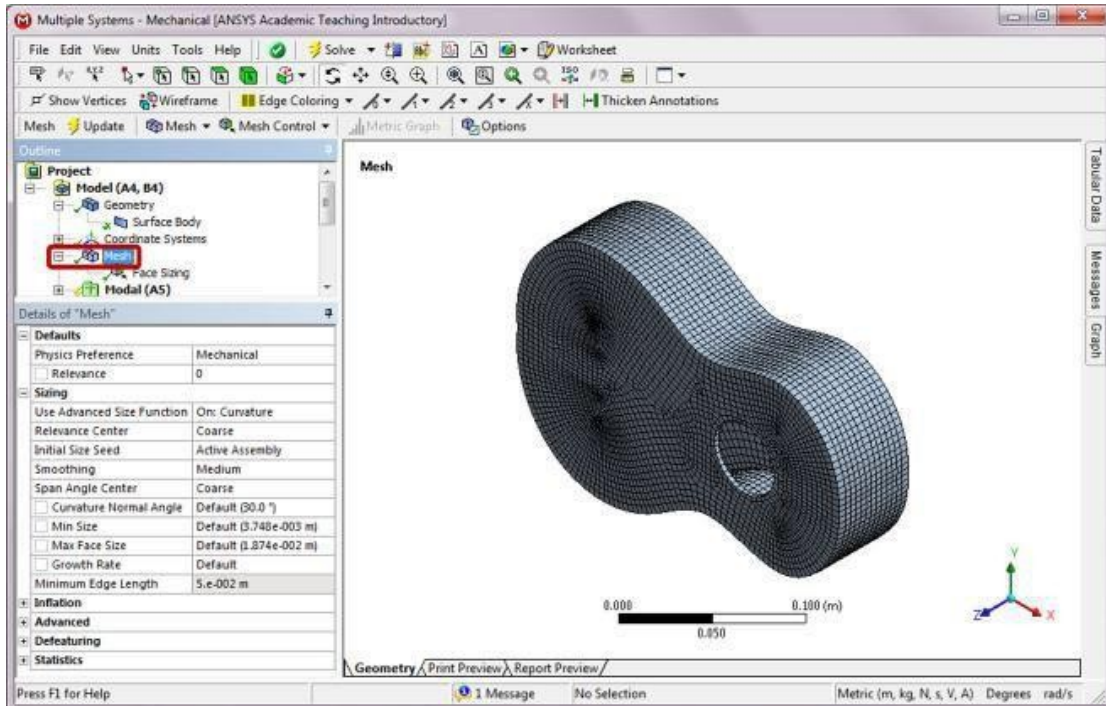 Multiple Systems - Mechanical [ANSYS Academic Teaching Introductory]
File Edit View Units Tools Help Solve Worksheet
Show Vertices Wireframe Edge Coloring Thicken Annotations
Mesh Update Mesh Mesh Control Metric Graph Options
Outline
Project
Model (A4, B4)
Geometry
Surface Body
Coordinate Systems
Mesh
Face Sizing
Modal (A5)
Details of "Mesh"
Defaults
Physics Preference Mechanical
Relevance 0
Sizing
Use Advanced Size Function On: Curvature
Relevance Center Coarse
Initial Size Seed Active Assembly
Smoothing Medium
Span Angle Center Coarse
Curvature Normal Angle Default (30.0 °)
Min Size Default (3.748e-003 m)
Max Face Size Default (1.874e-002 m)
Growth Rate Default
Minimum Edge Length 5.e-002 m
Inflation
Advanced
Defeaturing
Statistics
Mesh
0.000 0.100 (m)
0.050
Y
Z X
Geometry Print Preview Report Preview
Tabular Data
Messages
Graph
Press F1 for Help 1 Message No Selection Metric (m, kg, N, s, V, A) Degrees rad/s